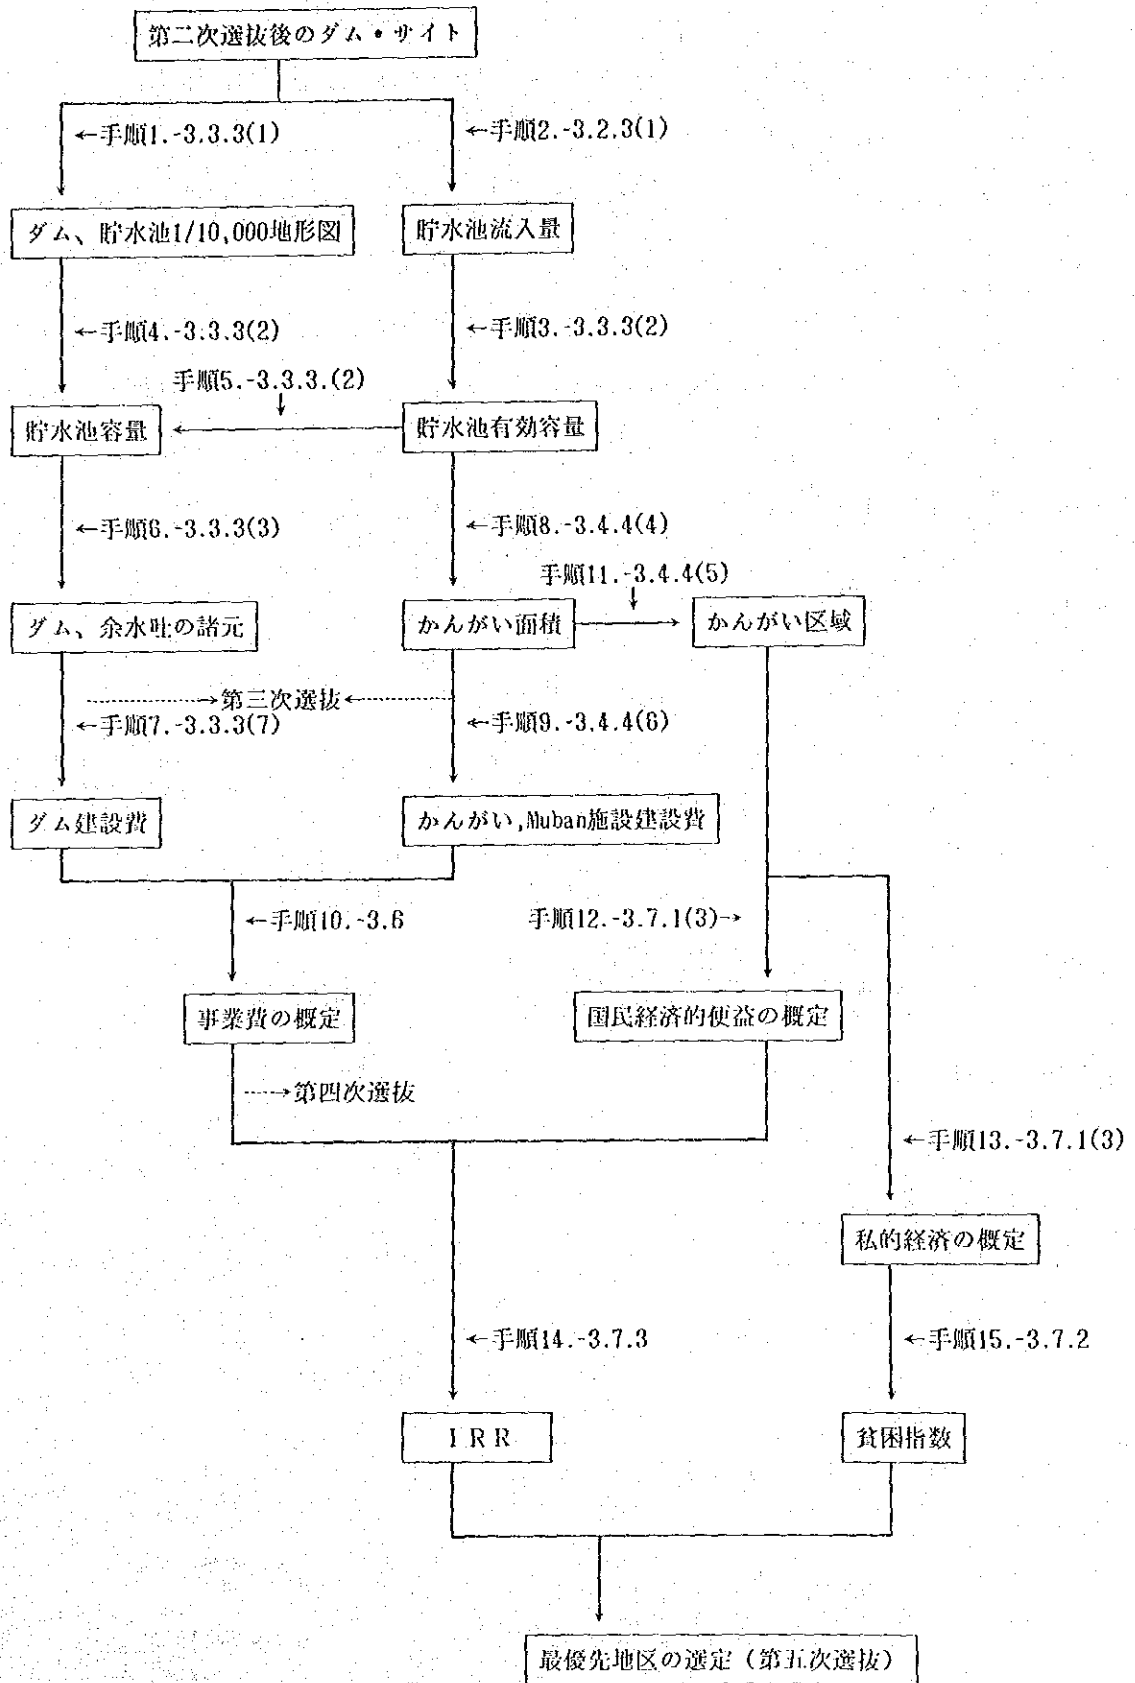 第二次選抜後のダム・サイト
←手順1.-3.3.3(1)
←手順2.-3.2.3(1)
ダム、貯水池1/10,000地形図
貯水池流入量
←手順4.-3.3.3(2)
←手順3.-3.3.3(2)
手順5.-3.3.3.(2)
貯水池容量
貯水池有効容量
←手順6.-3.3.3(3)
←手順8.-3.4.4(4)
手順11.-3.4.4(5)
ダム、余水吐の諸元
かんがい面積
かんがい区域
→第三次選抜←
←手順7.-3.3.3(7)
←手順9.-3.4.4(6)
ダム建設費
かんがい,Muban施設建設費
←手順10.-3.6
手順12.-3.7.1(3)→
事業費の概定
国民経済的便益の概定
→第四次選抜
←手順13.-3.7.1(3)
私的経済の概定
←手順14.-3.7.3
←手順15.-3.7.2
IRR
貧困指数
最優先地区の選定（第五次選抜）